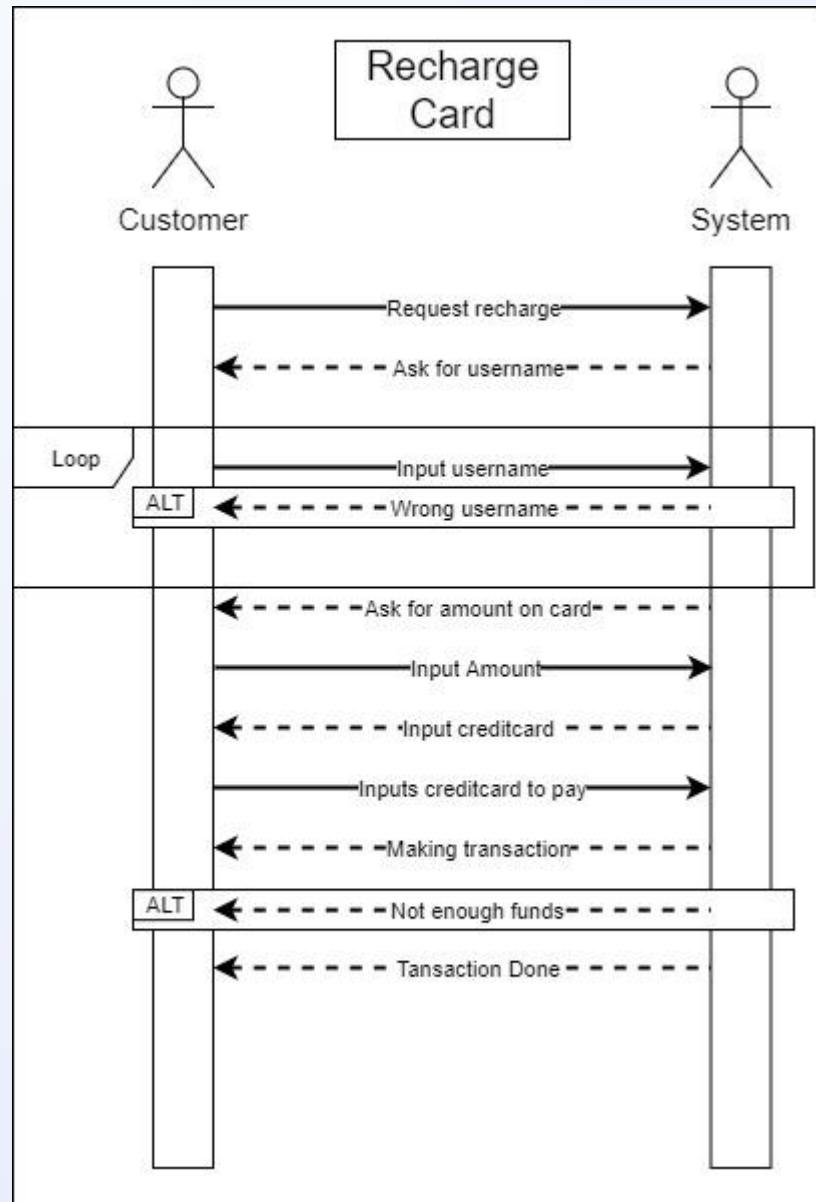 Recharge
Card
Customer
System
Request recharge
Ask for username
Loop
Input username
ALT
Wrong username
Ask for amount on card
Input Amount
Input creditcard
Inputs creditcard to pay
Making transaction
ALT
Not enough funds
Tansaction Done